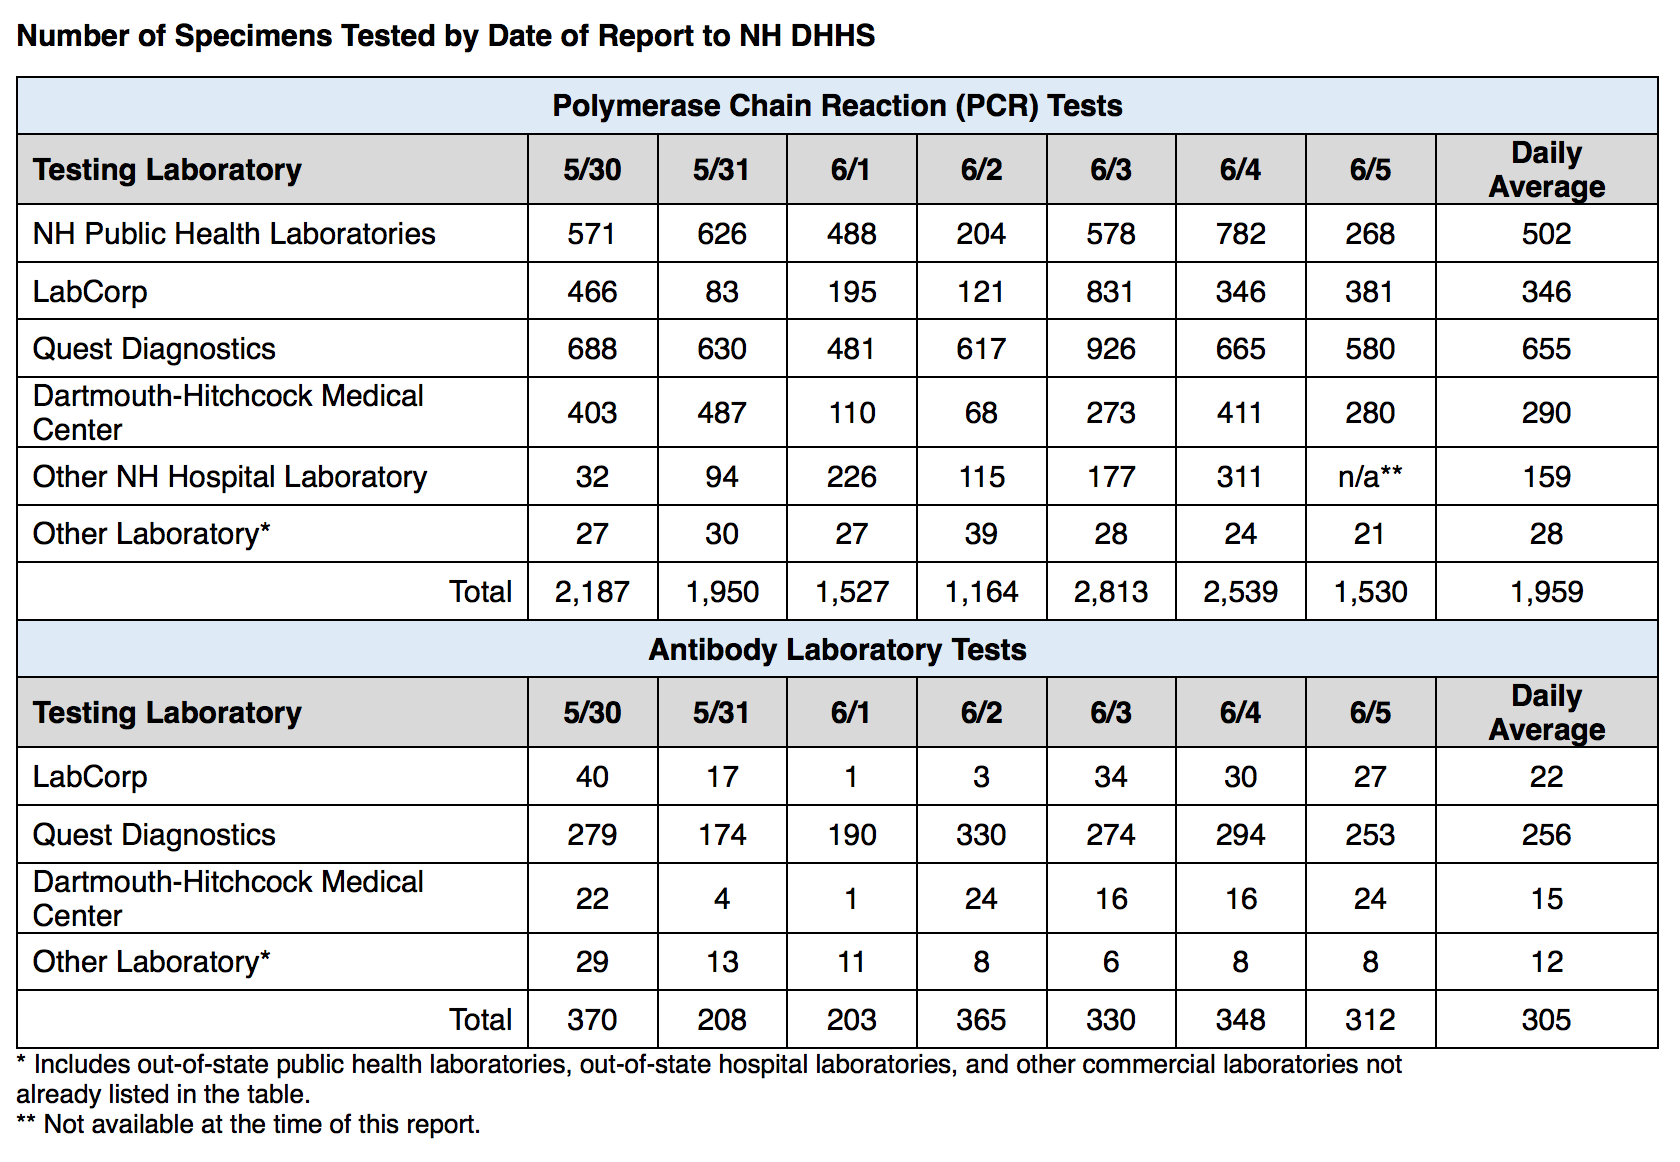 Number of Specimens Tested by Date of Report to NH DHHS
Polymerase Chain Reaction (PCR) Tests
Testing Laboratory 5/30 5/31 6/1 6/2 6/3 6/4 6/5 Daily Average
NH Public Health Laboratories 571 626 488 204 578 782 268 502
LabCorp 466 83 195 121 831 346 381 346
Quest Diagnostics 688 630 481 617 926 665 580 655
Dartmouth-Hitchcock Medical Center 403 487 110 68 273 411 280 290
Other NH Hospital Laboratory 32 94 226 115 177 311 n/a** 159
Other Laboratory* 27 30 27 39 28 24 21 28
Total 2,187 1,950 1,527 1,164 2,813 2,539 1,530 1,959
Antibody Laboratory Tests
Testing Laboratory 5/30 5/31 6/1 6/2 6/3 6/4 6/5 Daily Average
LabCorp 40 17 1 3 34 30 27 22
Quest Diagnostics 279 174 190 330 274 294 253 256
Dartmouth-Hitchcock Medical Center 22 4 1 24 16 16 24 15
Other Laboratory* 29 13 11 8 6 8 8 12
Total 370 208 203 365 330 348 312 305
* Includes out-of-state public health laboratories, out-of-state hospital laboratories, and other commercial laboratories not
already listed in the table.
** Not available at the time of this report.